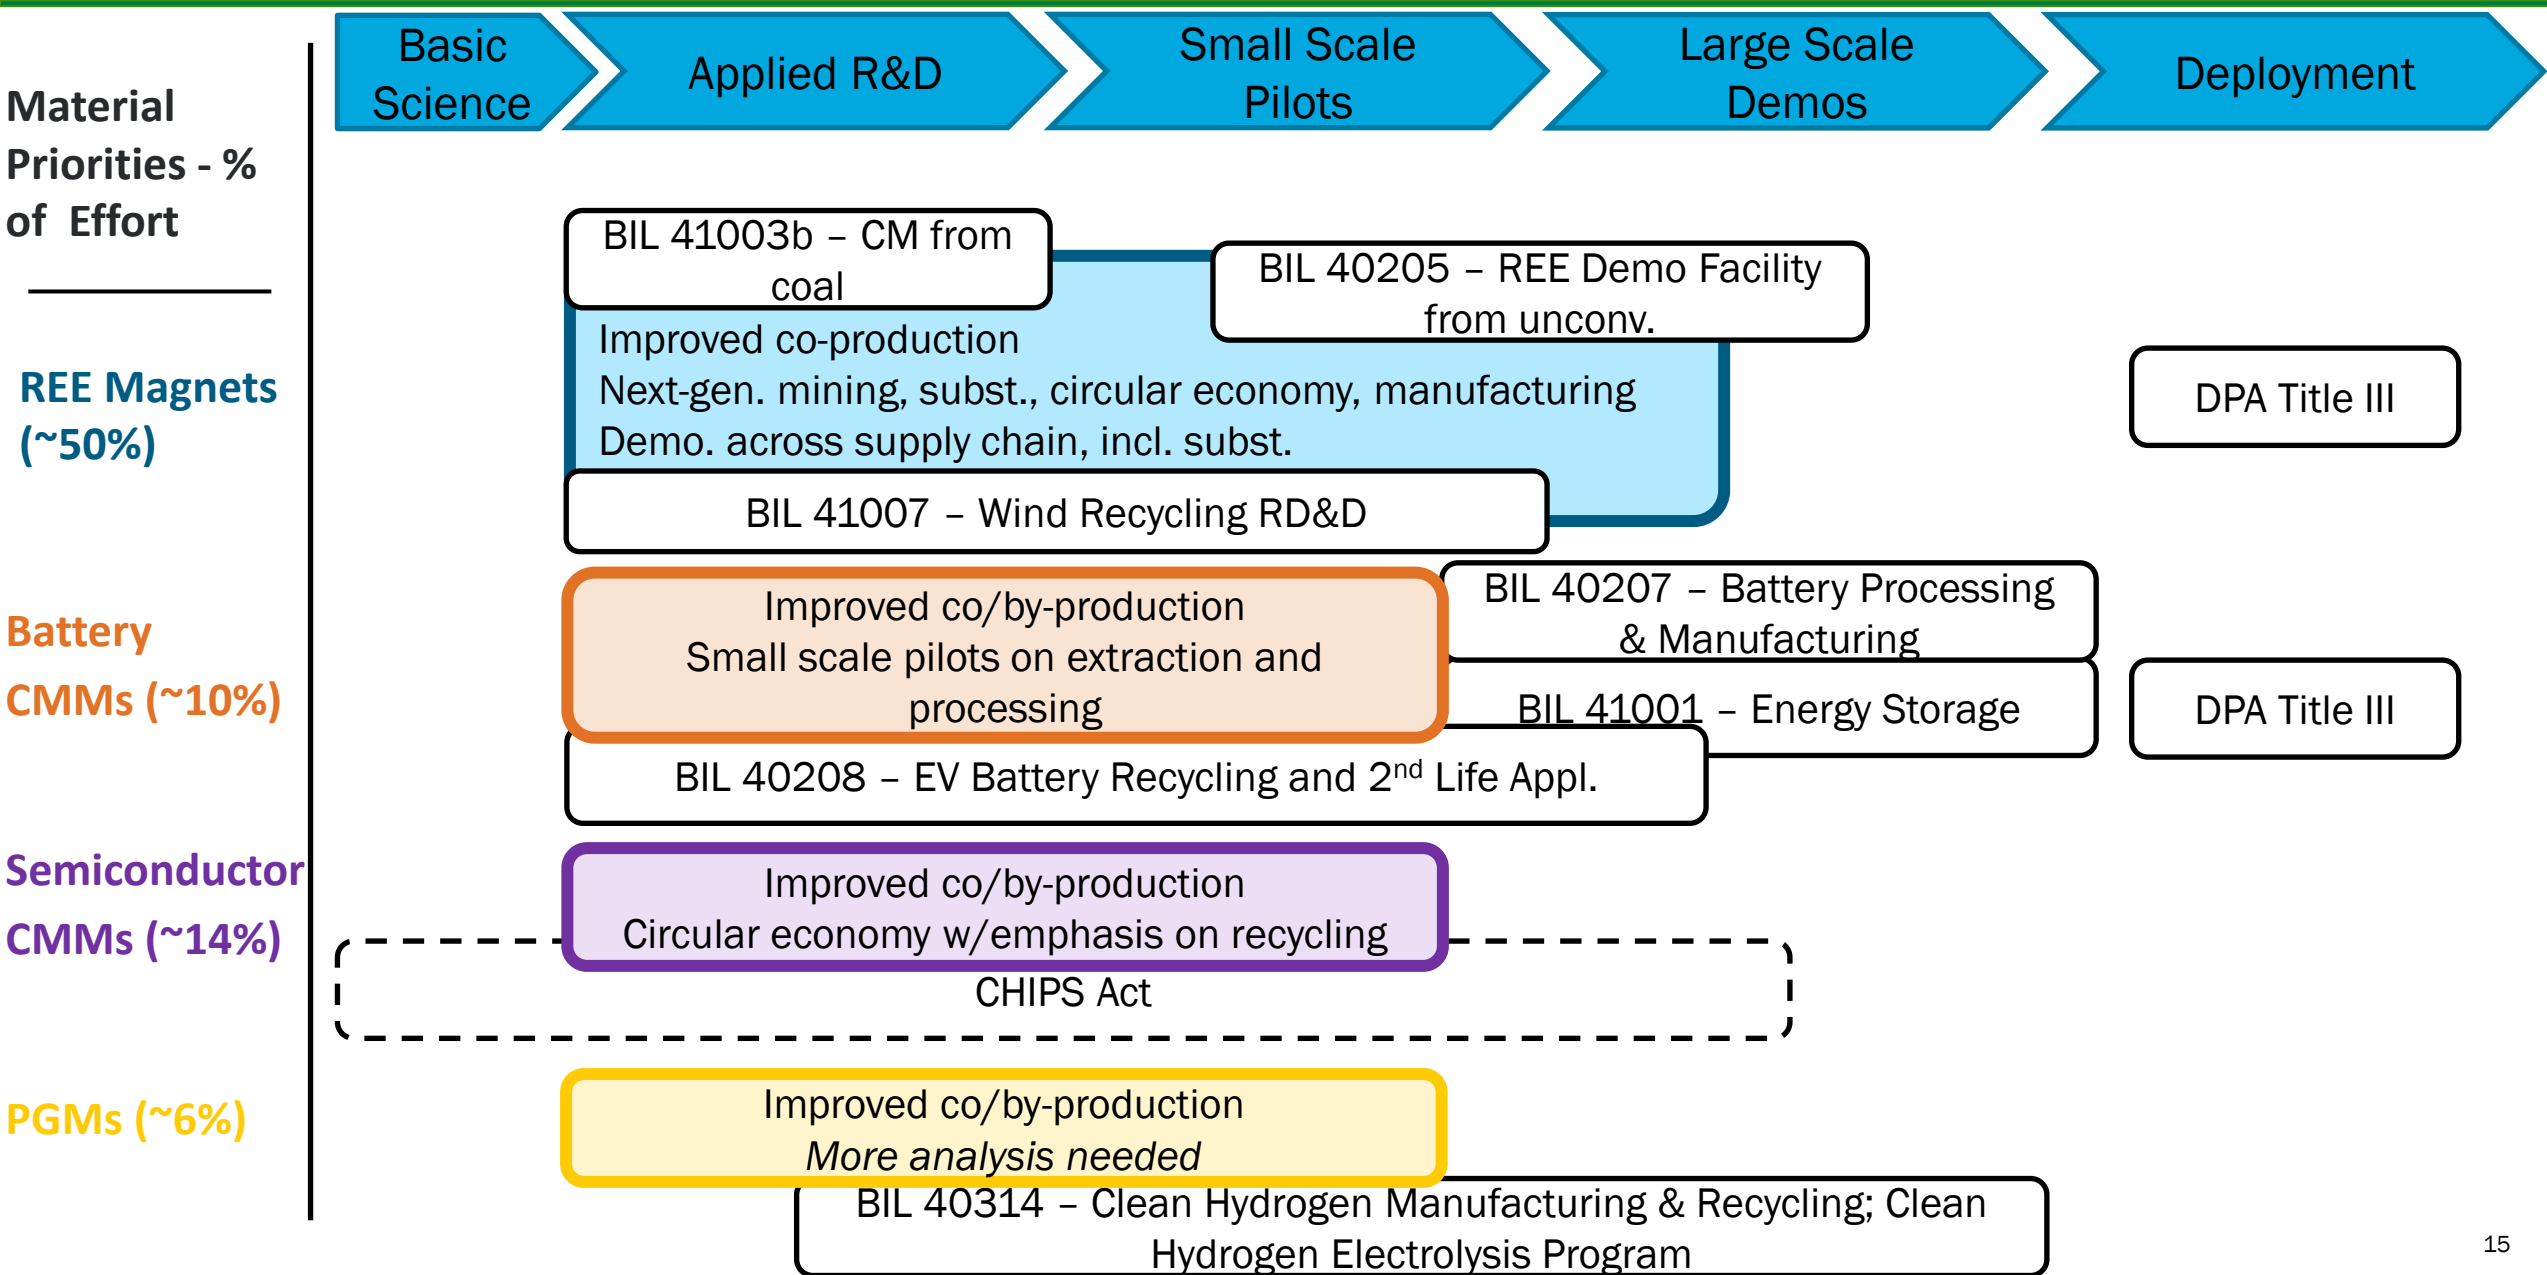 Basic
Science
Applied R&D
Small Scale
Pilots
Large Scale
Demos
Deployment
Material
Priorities - %
of  Effort
REE Magnets
(~50%)
BIL 41003b – CM from
coal
BIL 40205 – REE Demo Facility
from unconv.
Improved co-production
Next-gen. mining, subst., circular economy, manufacturing
Demo. across supply chain, incl. subst.
BIL 41007 – Wind Recycling RD&D
DPA Title III
Battery
CMMs (~10%)
Improved co/by-production
Small scale pilots on extraction and
processing
BIL 40207 – Battery Processing
& Manufacturing
BIL 41001 – Energy Storage
BIL 40208 – EV Battery Recycling and 2nd Life Appl.
DPA Title III
Semiconductor
CMMs (~14%)
Improved co/by-production
Circular economy w/emphasis on recycling
CHIPS Act
PGMs (~6%)
Improved co/by-production
More analysis needed
BIL 40314 – Clean Hydrogen Manufacturing & Recycling; Clean
Hydrogen Electrolysis Program
15